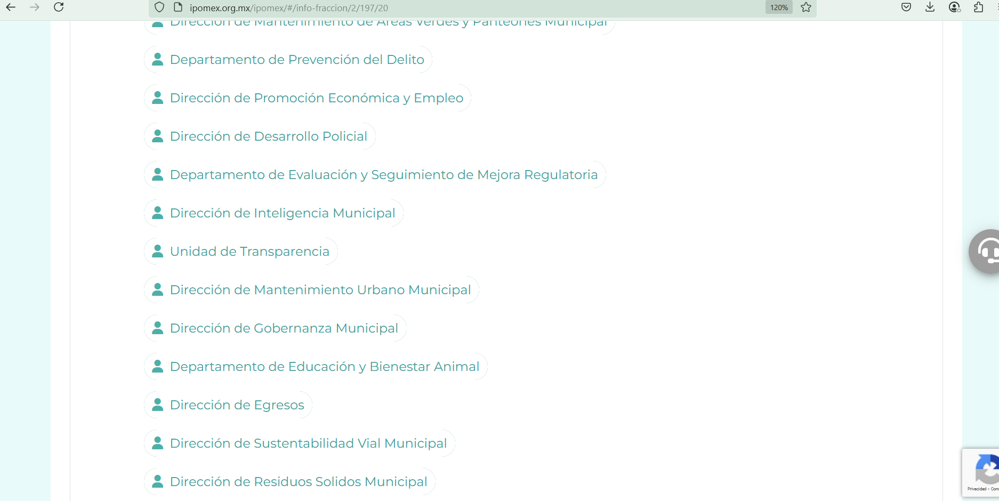 ipomex.org.mx/ipomex/#/info-fraccion/2/197/20
120%
Dirección de Mantenimiento de Áreas Verdes y Panteones Municipal
Departamento de Prevención del Delito
Dirección de Promoción Económica y Empleo
Dirección de Desarrollo Policial
Departamento de Evaluación y Seguimiento de Mejora Regulatoria
Dirección de Inteligencia Municipal
Unidad de Transparencia
Dirección de Mantenimiento Urbano Municipal
Dirección de Gobernanza Municipal
Departamento de Educación y Bienestar Animal
Dirección de Egresos
Dirección de Sustentabilidad Vial Municipal
Dirección de Residuos Solidos Municipal
Privacidad -